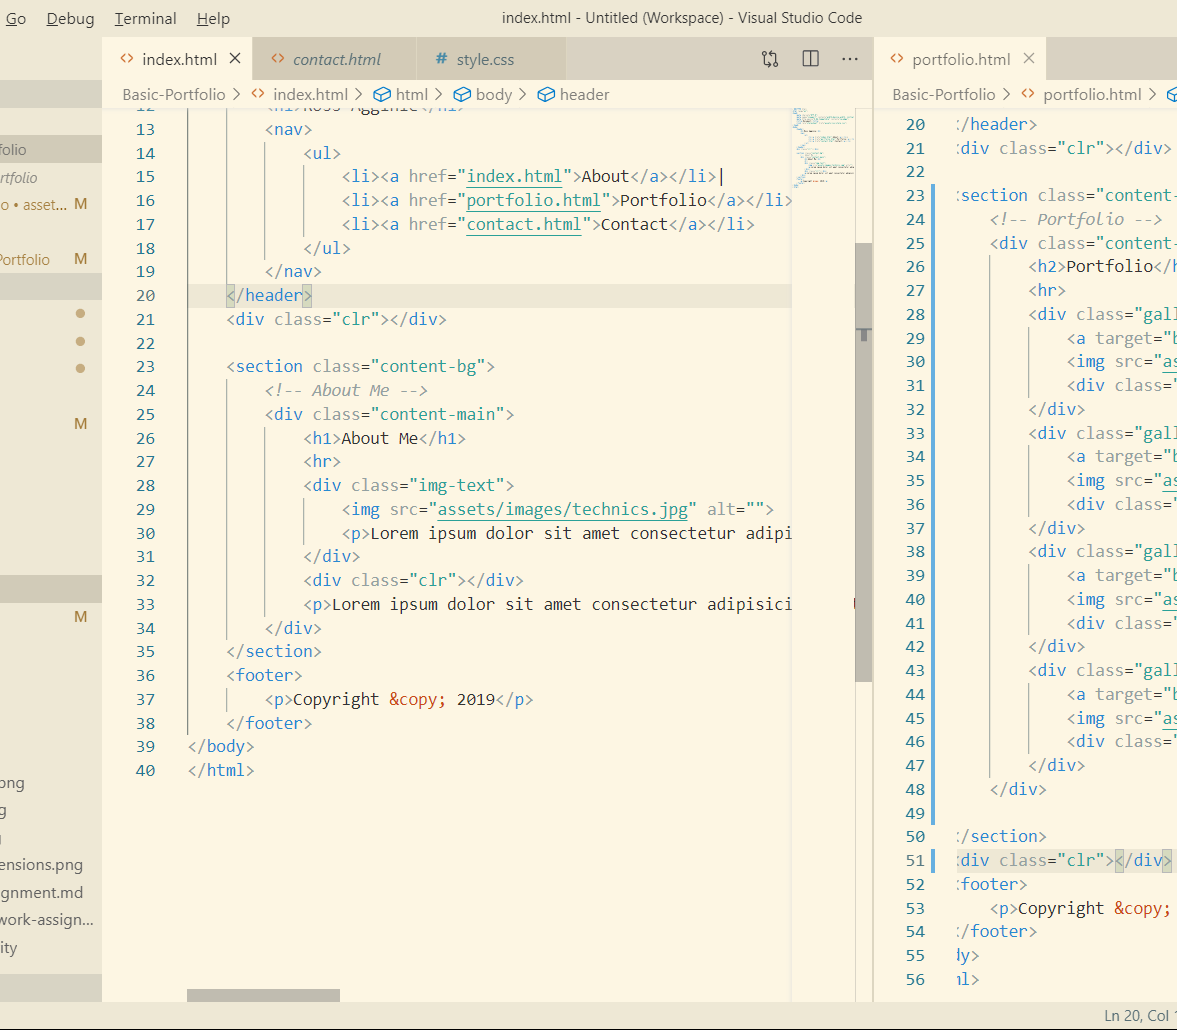 Go Debug Terminal Help
index.html - Untitled (Workspace) - Visual Studio Code
index.html contact.html # style.css
portfolio.html
Basic-Portfolio > index.html > html > body > header
Basic-Portfolio > portfolio.html >
folio
rtfolio
o • asset... M
Portfolio M
M
M
png
g
ensions.png
gnment.md
work-assign...
ity
12
13 <nav>
14 <ul>
15 <li><a href="index.html">About</a></li>
16 <li><a href="portfolio.html">Portfolio</a></li>
17 <li><a href="contact.html">Contact</a></li>
18 </ul>
19 </nav>
20 </header>
21 <div class="clr"></div>
22
23 <section class="content-bg">
24 <!-- About Me -->
25 <div class="content-main">
26 <h1>About Me</h1>
27 <hr>
28 <div class="img-text">
29 <img src="assets/images/technics.jpg" alt="">
30 <p>Lorem ipsum dolor sit amet consectetur adipi
31 </div>
32 <div class="clr"></div>
33 <p>Lorem ipsum dolor sit amet consectetur adipisici
34 </div>
35 </section>
36 <footer>
37 <p>Copyright &copy; 2019</p>
38 </footer>
39 </body>
40 </html>
20 /header>
21 div class="clr"></div>
22
23 section class="content-
24 <!-- Portfolio -->
25 <div class="content-
26 <h2>Portfolio</h
27 <hr>
28 <div class="gall
29 <a target="b
30 <img src="as
31 <div class="
32 </div>
33 <div class="gall
34 <a target="b
35 <img src="as
36 <div class="
37 </div>
38 <div class="gall
39 <a target="b
40 <img src="as
41 <div class="
42 </div>
43 <div class="gall
44 <a target="b
45 <img src="as
46 <div class="
47 </div>
48 </div>
49
50 /section>
51 div class="clr"></div>
52 footer>
53 <p>Copyright &copy;
54 /footer>
55 dy>
56 ml>
Ln 20, Col 1